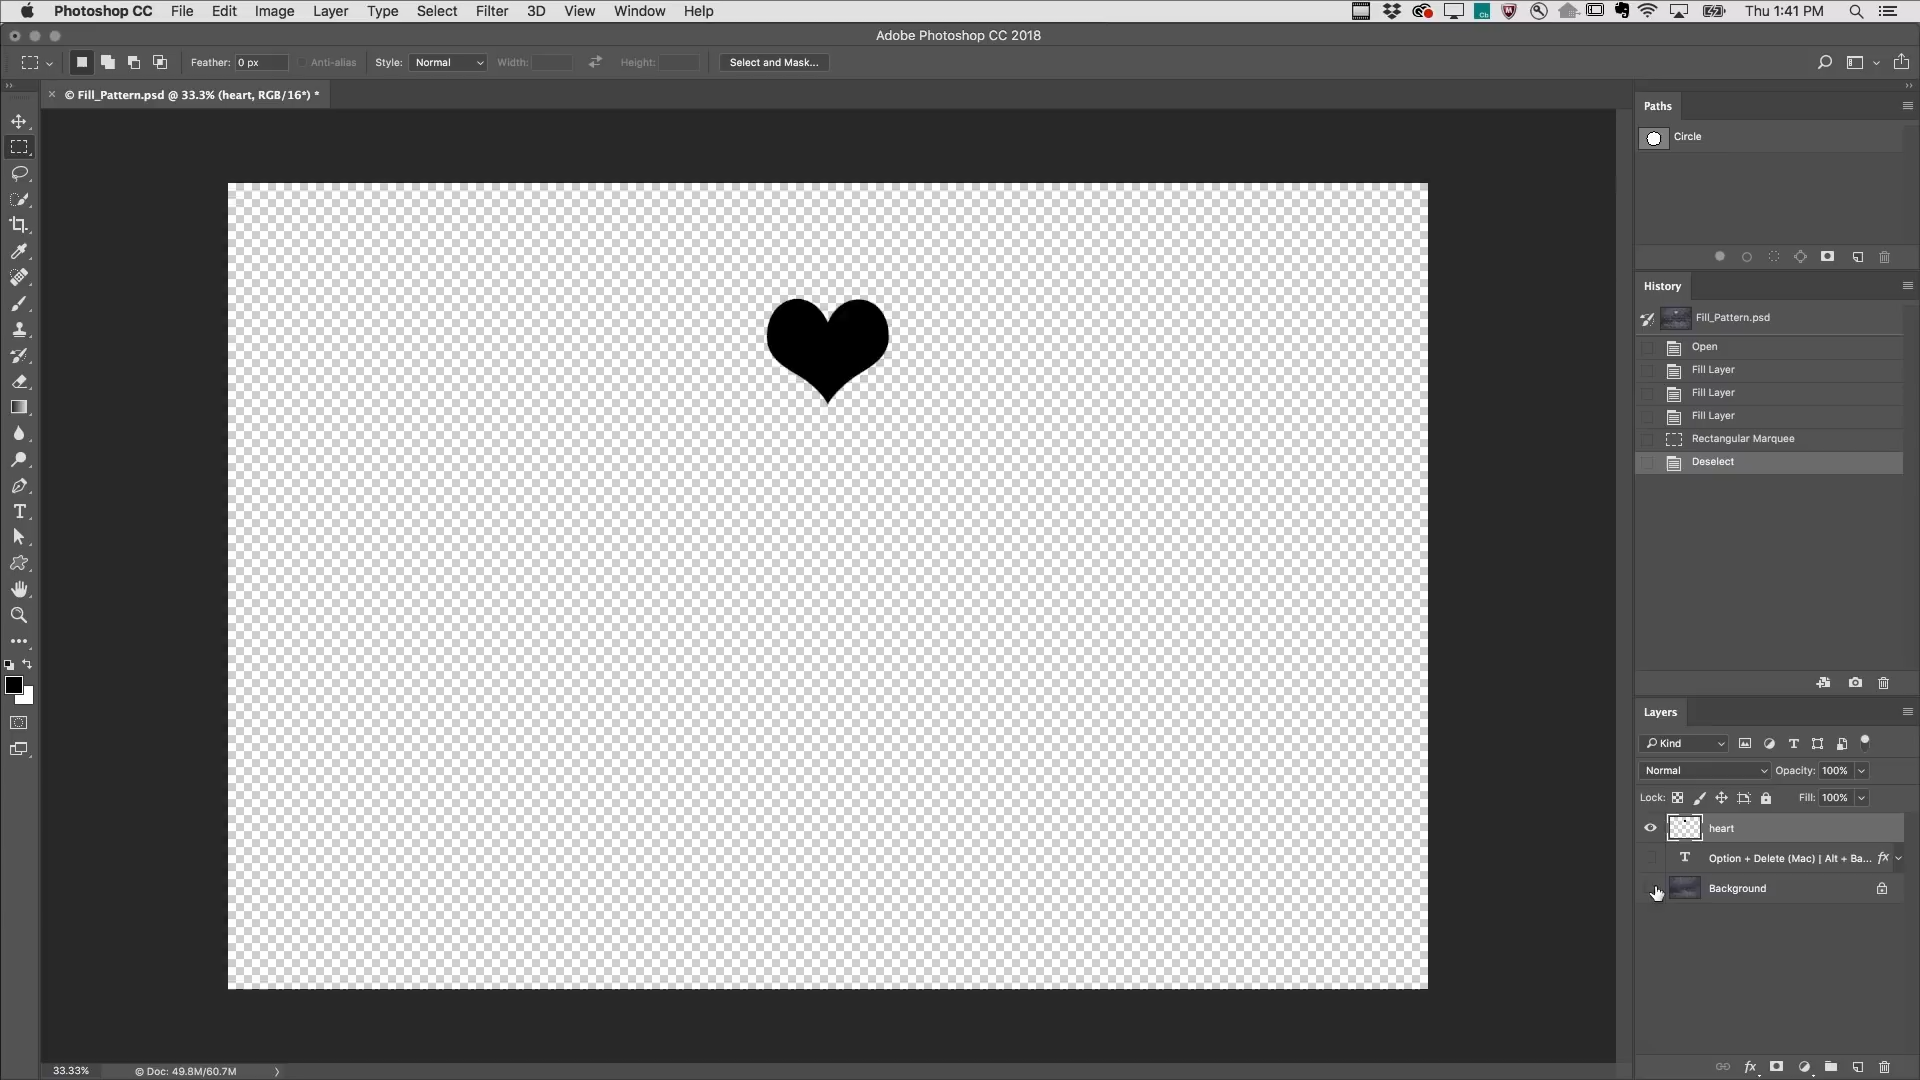 Photoshop CC File Edit Image Layer Type Select Filter 3D View Window Help Thu 1:41 PM
Adobe Photoshop CC 2018
Feather: 0 px Anti-alias Style: Normal Width: Height: Select and Mask...
© Fill_Pattern.psd @ 33.3% (heart, RGB/16*) *
Paths
Circle
History
Fill_Pattern.psd
Open
Fill Layer
Fill Layer
Fill Layer
Rectangular Marquee
Deselect
Layers
Kind
Normal Opacity: 100%
Lock: Fill: 100%
heart
T Option + Delete (Mac) | Alt + Ba... fx
Background
33.33% © Doc: 49.8M/60.7M
fx